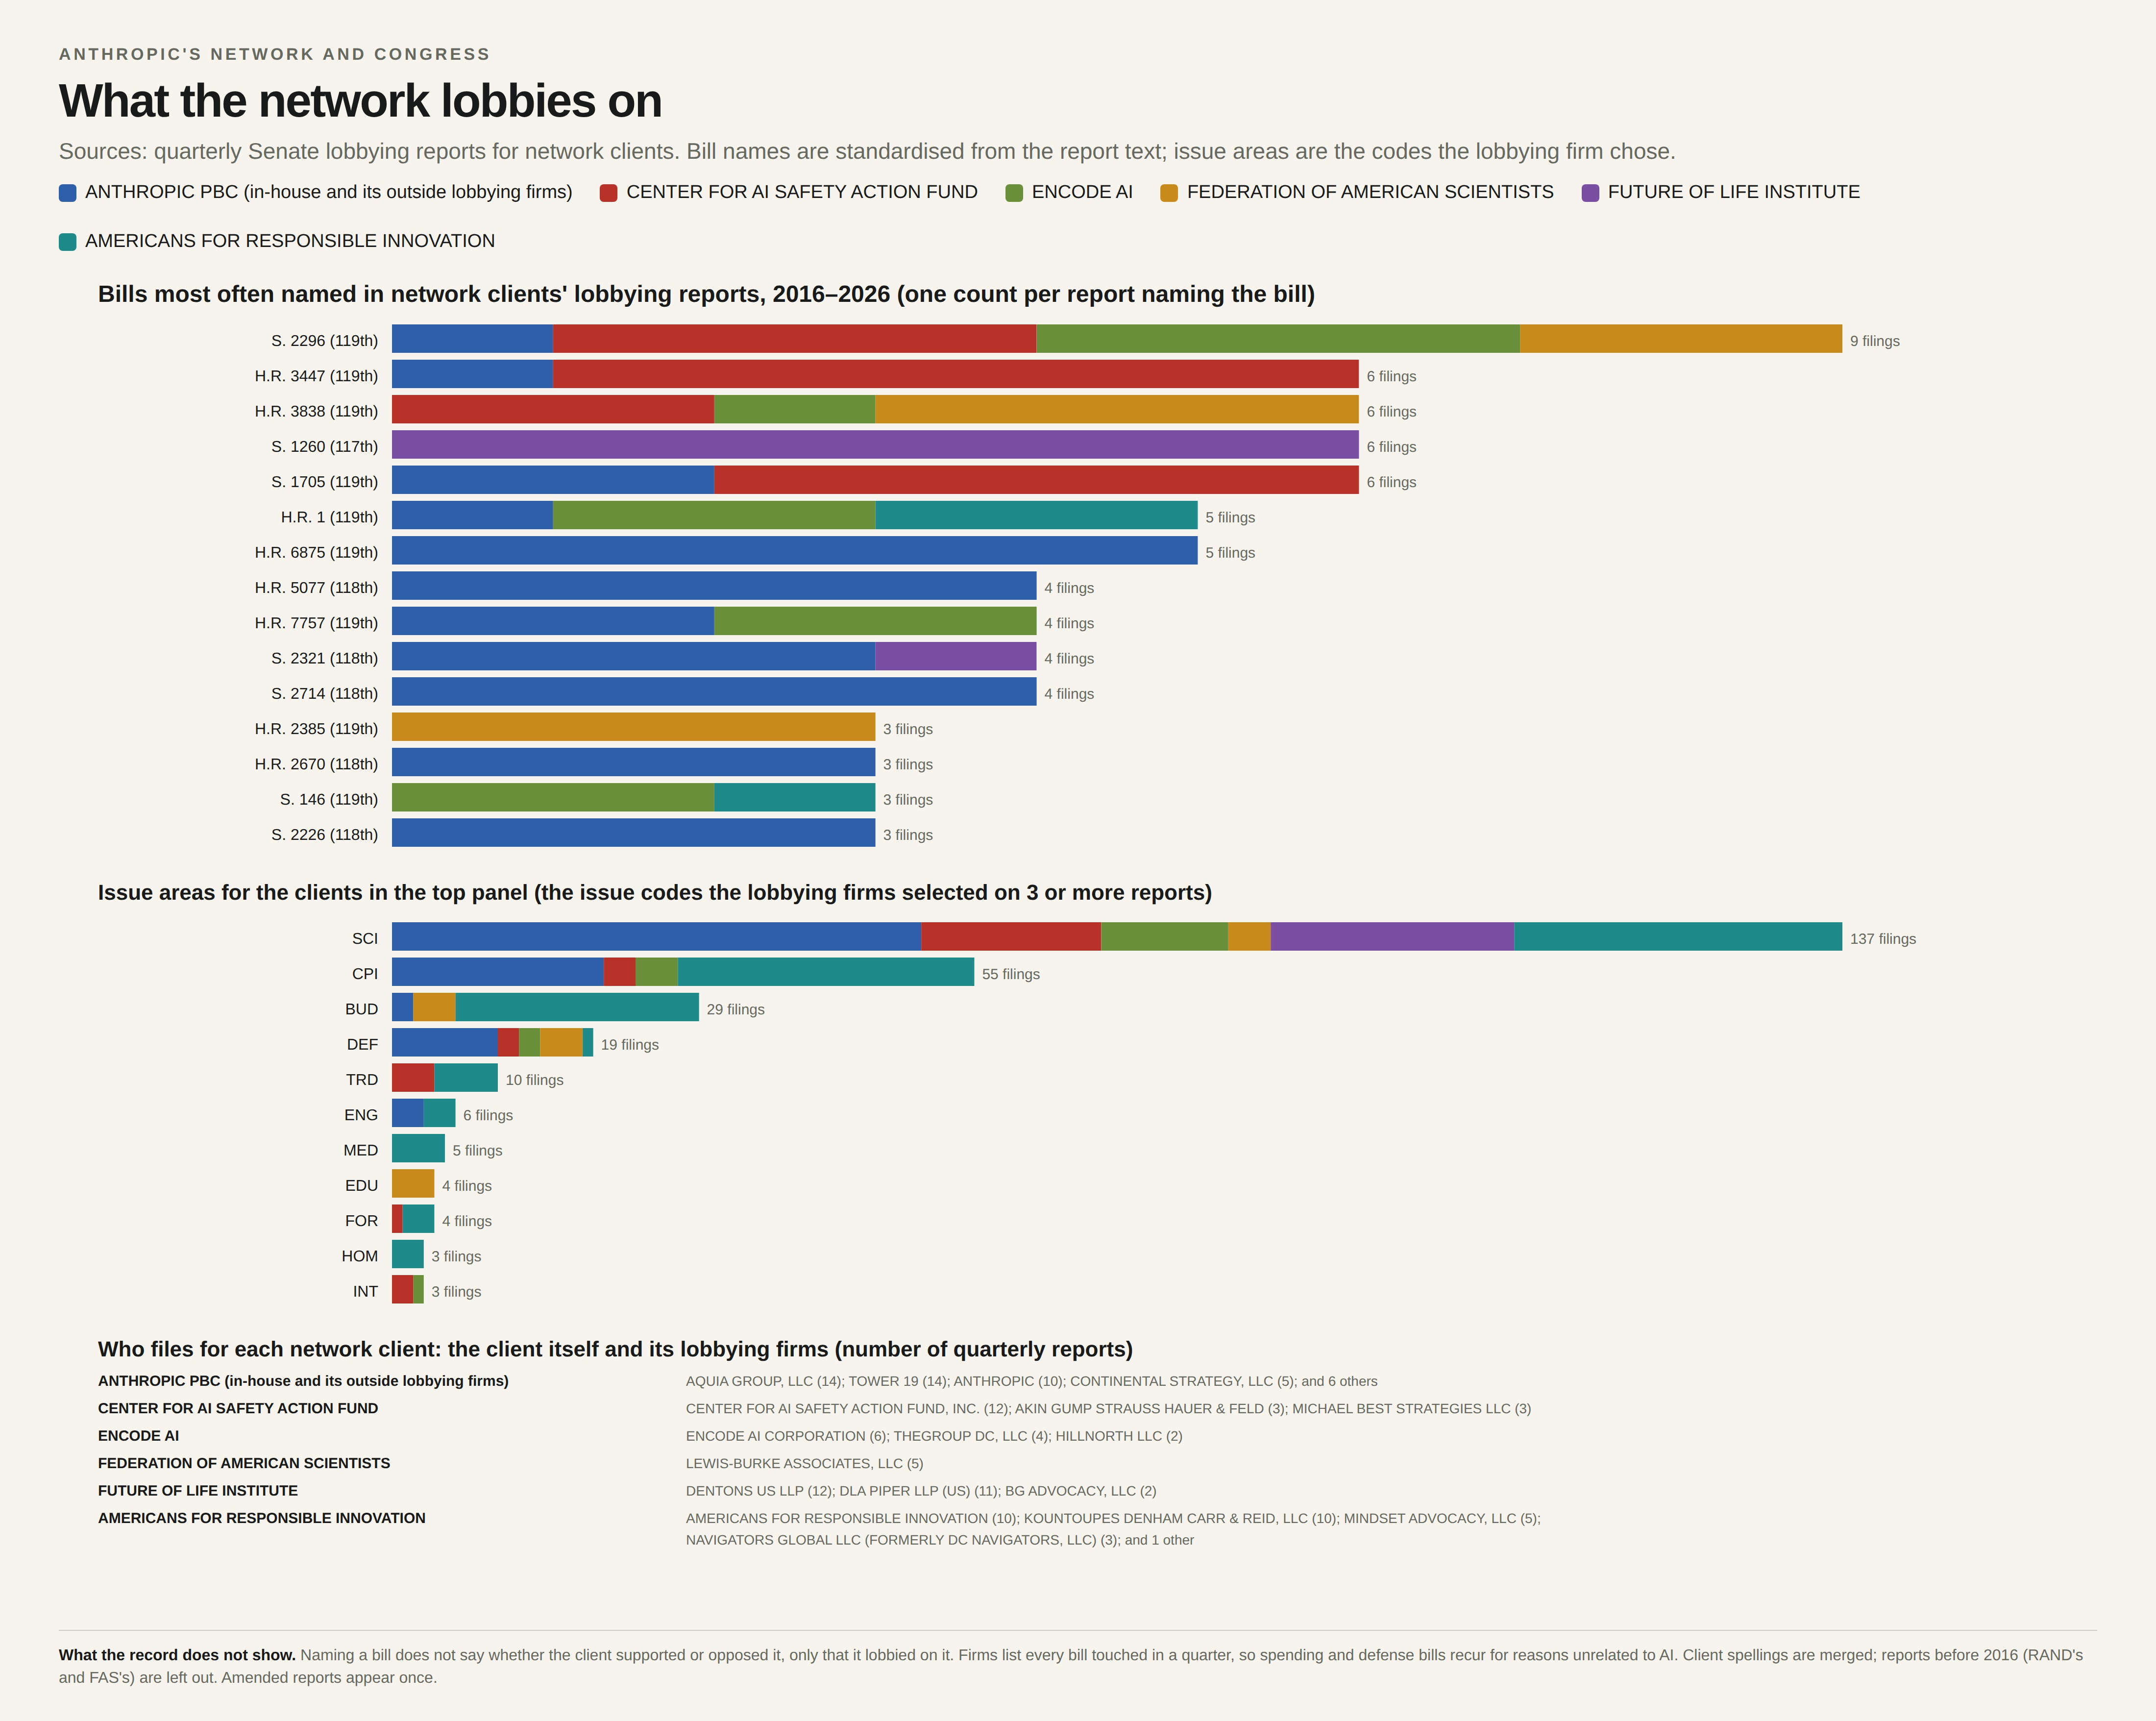 ANTHROPIC'S NETWORK AND CONGRESS
What the network lobbies on
Sources: quarterly Senate lobbying reports for network clients. Bill names are standardised from the report text; issue areas are the codes the lobbying firm chose.
ANTHROPIC PBC (in-house and its outside lobbying firms) CENTER FOR AI SAFETY ACTION FUND ENCODE AI FEDERATION OF AMERICAN SCIENTISTS FUTURE OF LIFE INSTITUTE
AMERICANS FOR RESPONSIBLE INNOVATION
Bills most often named in network clients' lobbying reports, 2016–2026 (one count per report naming the bill)
S. 2296 (119th) 9 filings
H.R. 3447 (119th) 6 filings
H.R. 3838 (119th) 6 filings
S. 1260 (117th) 6 filings
S. 1705 (119th) 6 filings
H.R. 1 (119th) 5 filings
H.R. 6875 (119th) 5 filings
H.R. 5077 (118th) 4 filings
H.R. 7757 (119th) 4 filings
S. 2321 (118th) 4 filings
S. 2714 (118th) 4 filings
H.R. 2385 (119th) 3 filings
H.R. 2670 (118th) 3 filings
S. 146 (119th) 3 filings
S. 2226 (118th) 3 filings
Issue areas for the clients in the top panel (the issue codes the lobbying firms selected on 3 or more reports)
SCI 137 filings
CPI 55 filings
BUD 29 filings
DEF 19 filings
TRD 10 filings
ENG 6 filings
MED 5 filings
EDU 4 filings
FOR 4 filings
HOM 3 filings
INT 3 filings
Who files for each network client: the client itself and its lobbying firms (number of quarterly reports)
ANTHROPIC PBC (in-house and its outside lobbying firms) AQUIA GROUP, LLC (14); TOWER 19 (14); ANTHROPIC (10); CONTINENTAL STRATEGY, LLC (5); and 6 others
CENTER FOR AI SAFETY ACTION FUND CENTER FOR AI SAFETY ACTION FUND, INC. (12); AKIN GUMP STRAUSS HAUER & FELD (3); MICHAEL BEST STRATEGIES LLC (3)
ENCODE AI ENCODE AI CORPORATION (6); THEGROUP DC, LLC (4); HILLNORTH LLC (2)
FEDERATION OF AMERICAN SCIENTISTS LEWIS-BURKE ASSOCIATES, LLC (5)
FUTURE OF LIFE INSTITUTE DENTONS US LLP (12); DLA PIPER LLP (US) (11); BG ADVOCACY, LLC (2)
AMERICANS FOR RESPONSIBLE INNOVATION AMERICANS FOR RESPONSIBLE INNOVATION (10); KOUNTOUPES DENHAM CARR & REID, LLC (10); MINDSET ADVOCACY, LLC (5);
NAVIGATORS GLOBAL LLC (FORMERLY DC NAVIGATORS, LLC) (3); and 1 other
What the record does not show. Naming a bill does not say whether the client supported or opposed it, only that it lobbied on it. Firms list every bill touched in a quarter, so spending and defense bills recur for reasons unrelated to AI. Client spellings are merged; reports before 2016 (RAND's
and FAS's) are left out. Amended reports appear once.